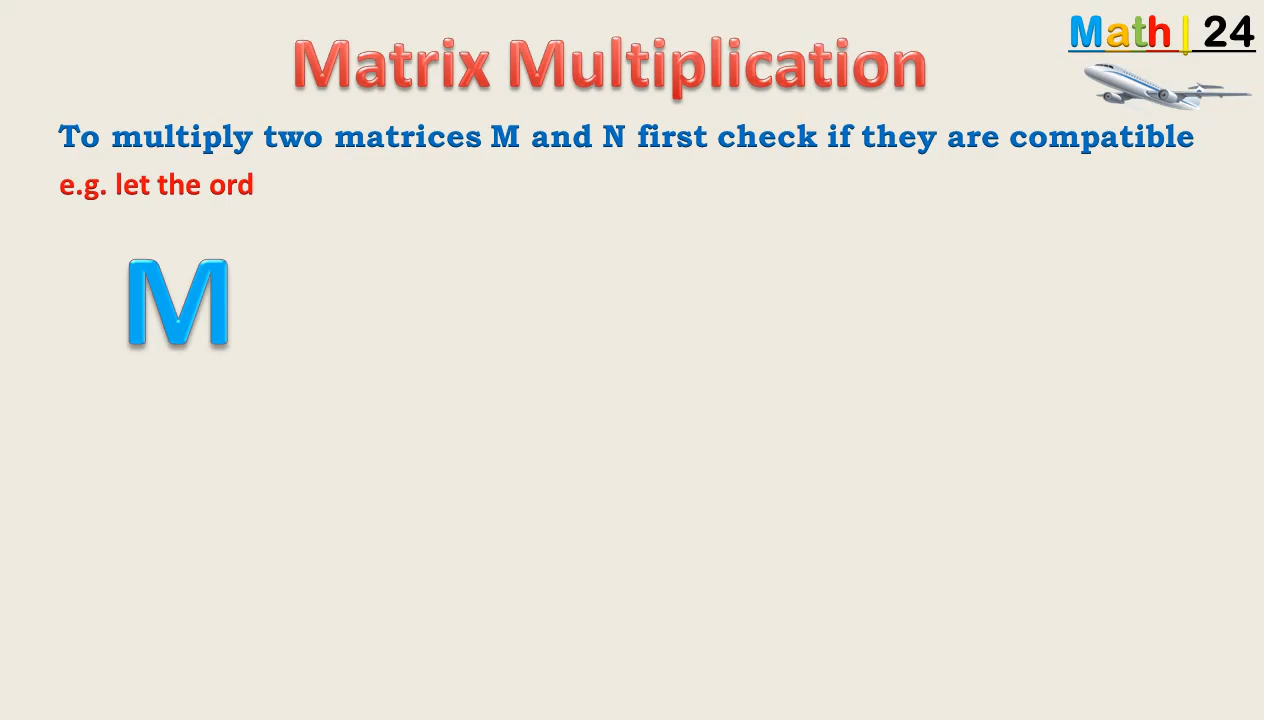 Math|24
Matrix Multiplication
To multiply two matrices M and N first check if they are compatible
e.g. let the ord
M